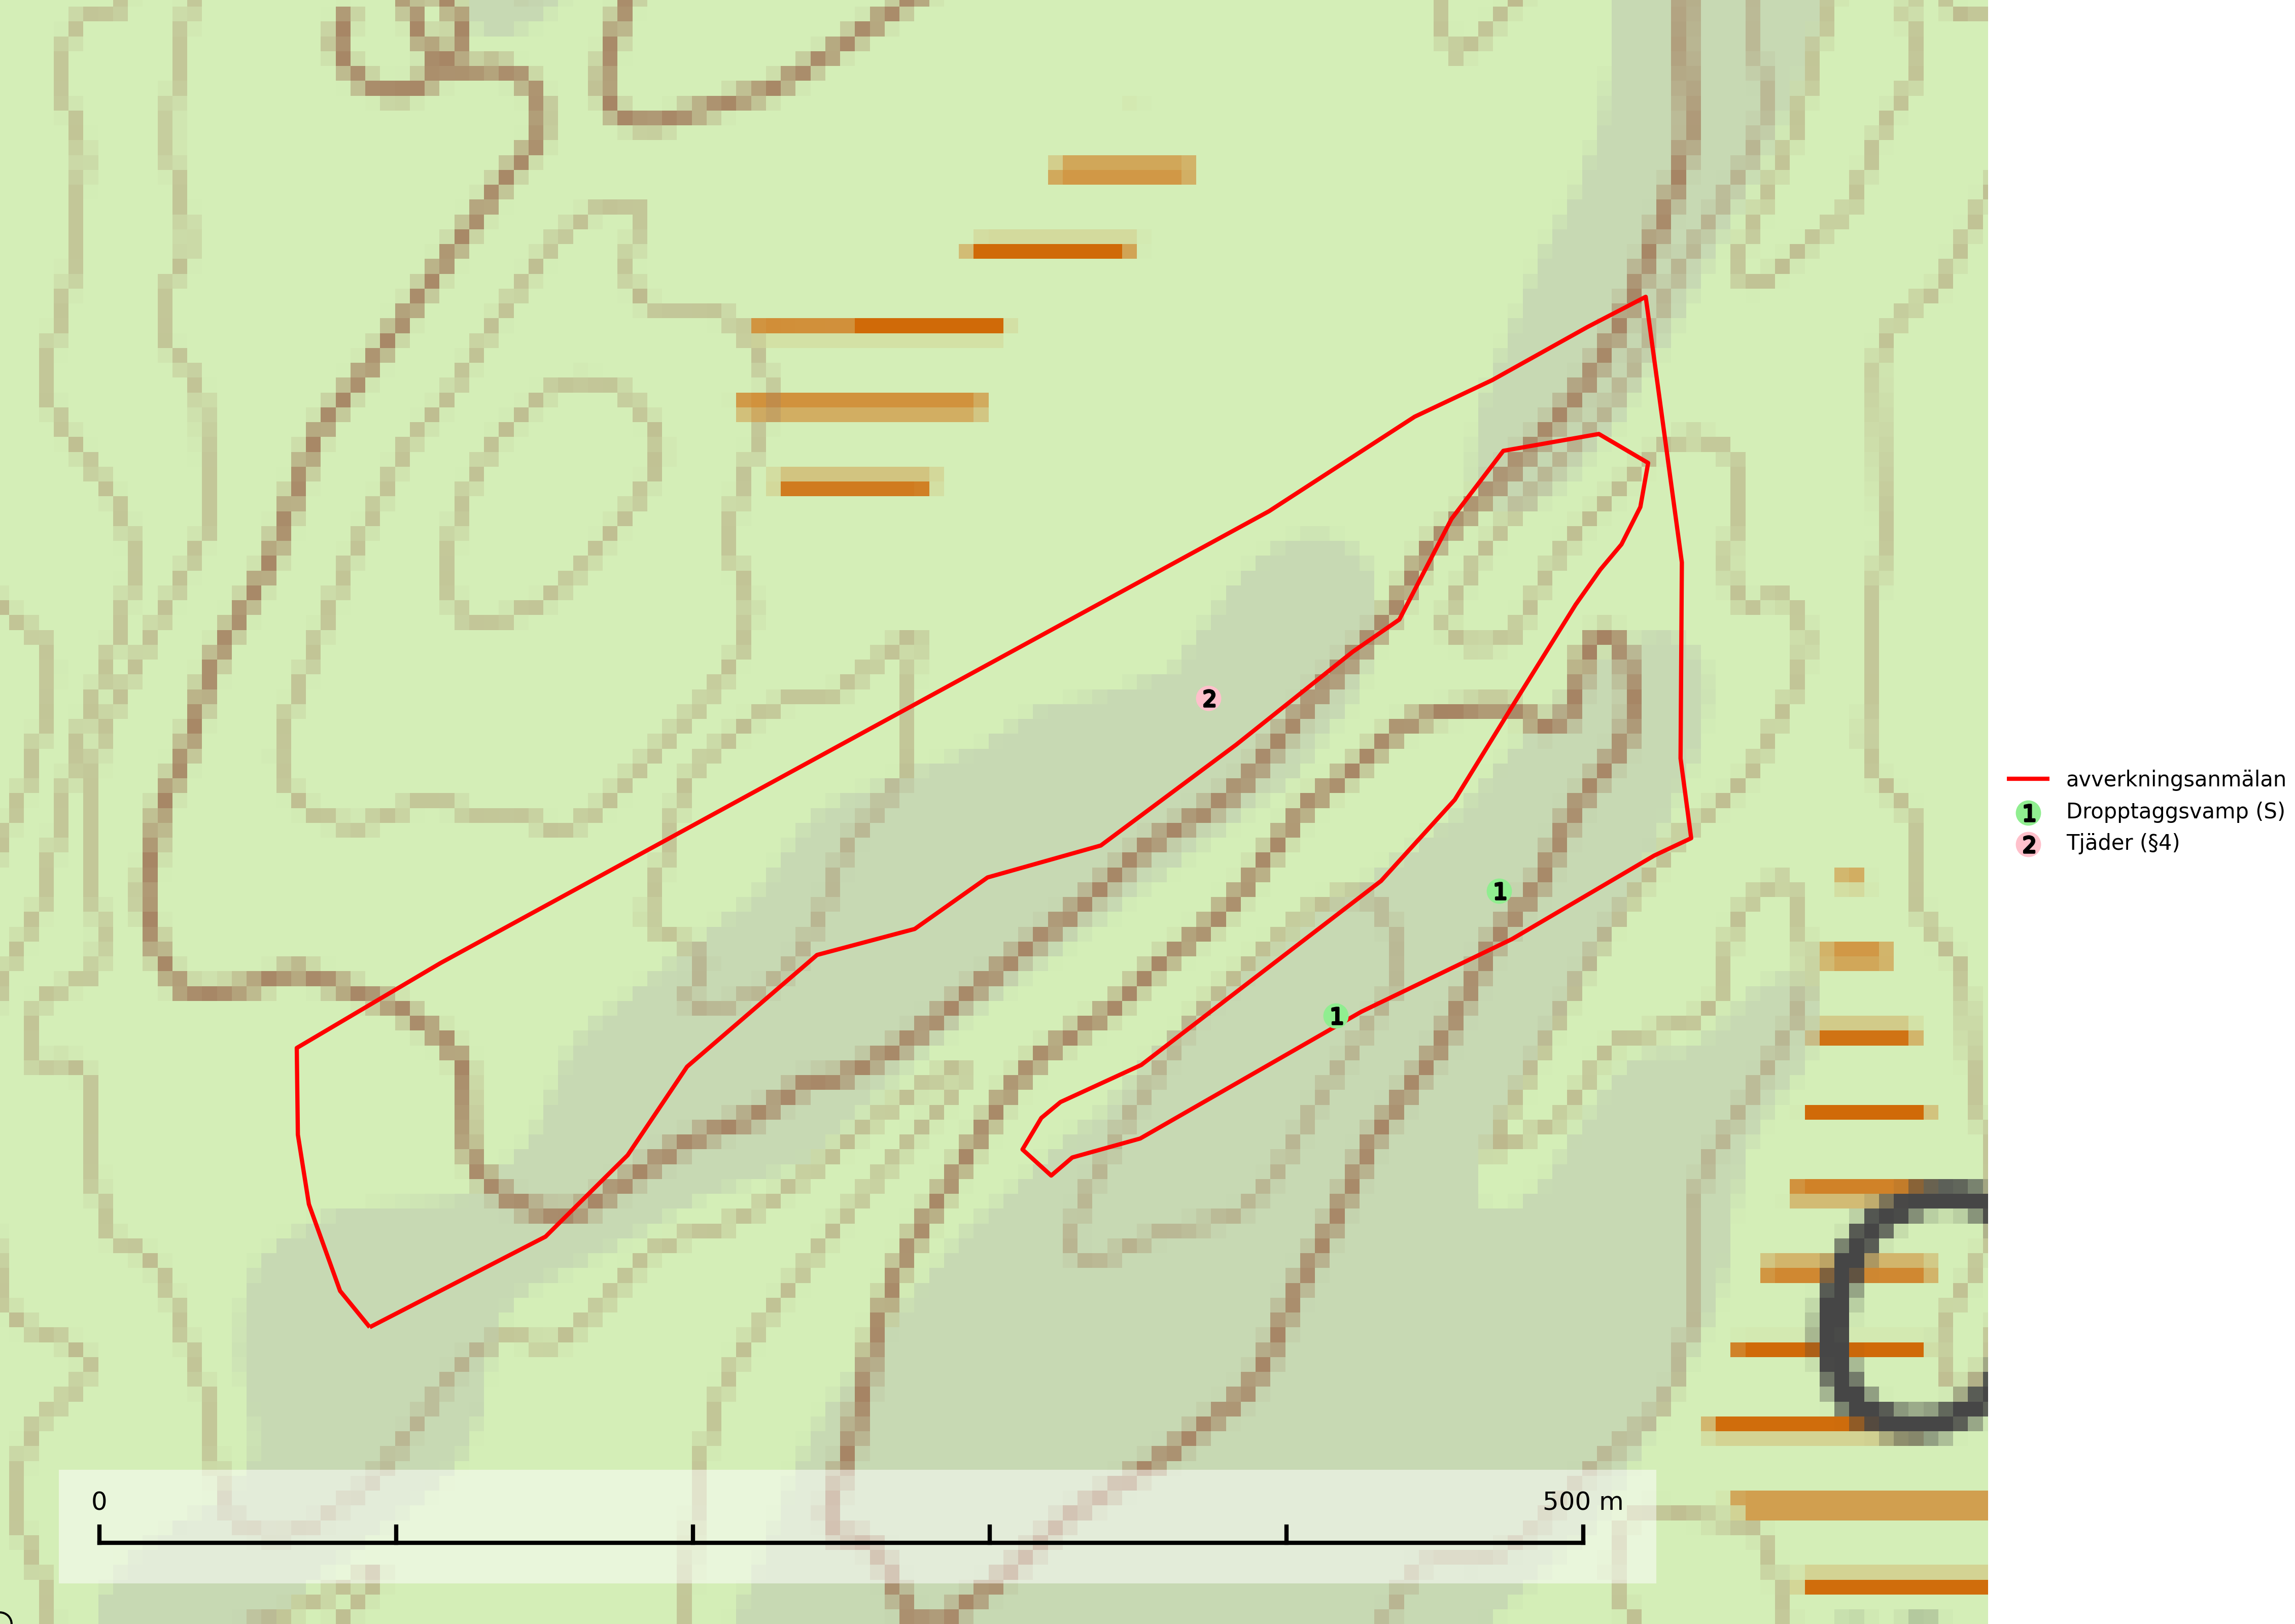 2
avverkningsanmälan
1 Dropptaggsvamp (S)
2 Tjäder (§4)
1
1
0 500 m